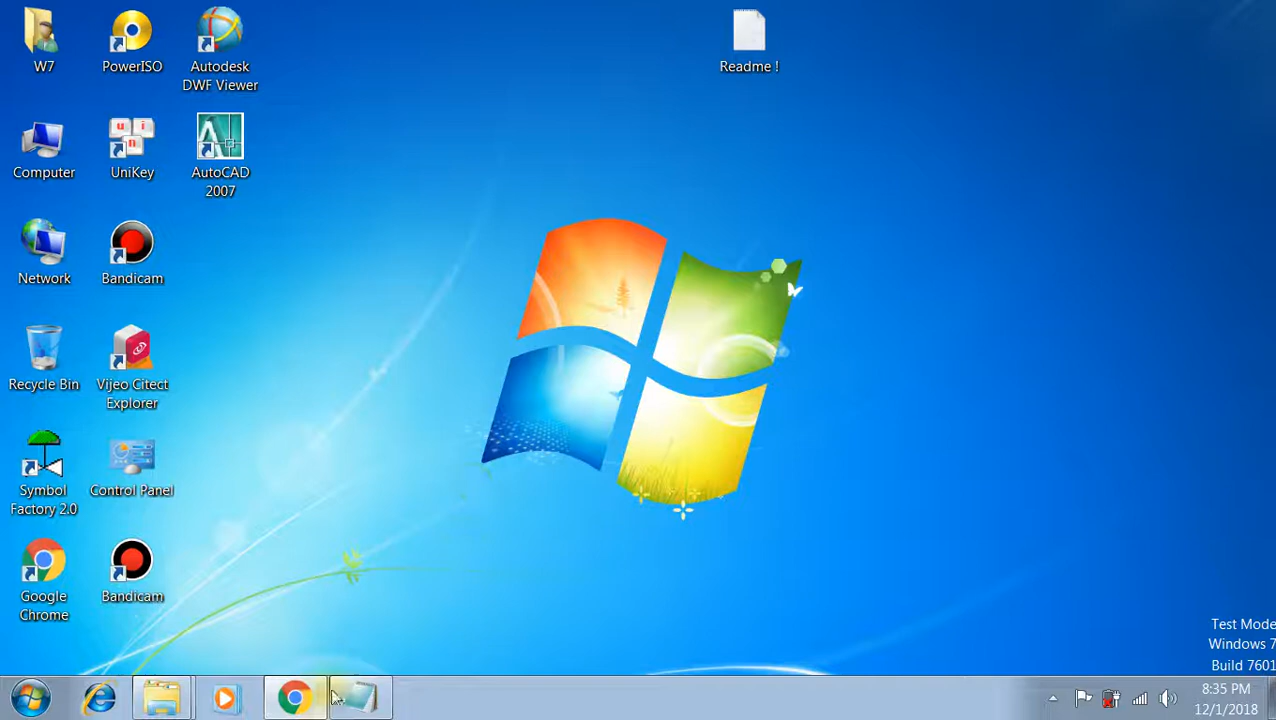 W7
PowerISO
Autodesk
DWF Viewer
Readme !
Computer
UniKey
AutoCAD
2007
Network
Bandicam
Recycle Bin
Vijeo Citect
Explorer
Symbol
Factory 2.0
Control Panel
Google
Chrome
Bandicam
Test Mode
Windows 7
Build 7601
8:35 PM
12/1/2018